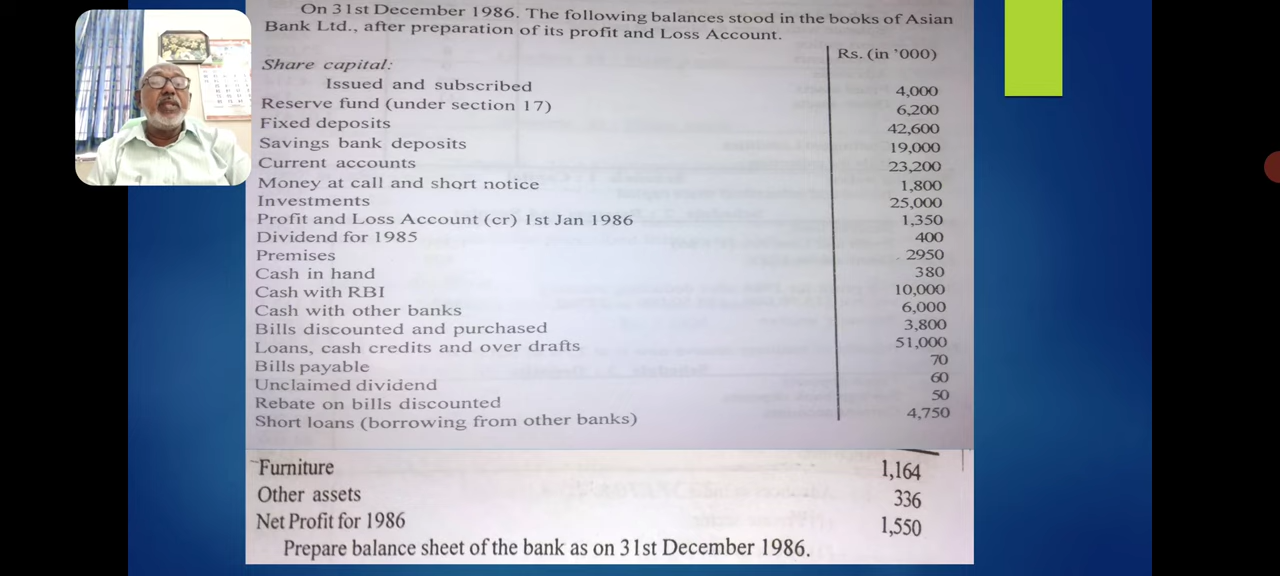 On 31st December 1986. The following balances stood in the books of Asian
Bank Ltd., after preparation of its profit and Loss Account.
Rs. (in '000)
Share capital:
Issued and subscribed 4,000
Reserve fund (under section 17) 6,200
Fixed deposits 42,600
Savings bank deposits 19,000
Current accounts 23,200
Money at call and short notice 1,800
Investments 25,000
Profit and Loss Account (cr) 1st Jan 1986 1,350
Dividend for 1985 400
Premises 2950
Cash in hand 380
Cash with RBI 10,000
Cash with other banks 6,000
Bills discounted and purchased 3,800
Loans, cash credits and over drafts 51,000
Bills payable 70
Unclaimed dividend 60
Rebate on bills discounted 50
Short loans (borrowing from other banks) 4,750
Furniture 1,164
Other assets 336
Net Profit for 1986 1,550
Prepare balance sheet of the bank as on 31st December 1986.